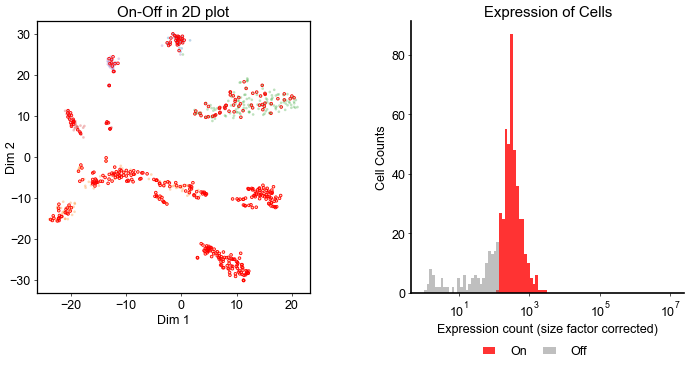 On-Off in 2D plot
30
20
10
0
−10
−20
−30
Dim 2
−20 −10 0 10 20
Dim 1
Expression of Cells
80
60
40
20
0
Cell Counts
10^1 10^3 10^5 10^7
Expression count (size factor corrected)
On Off